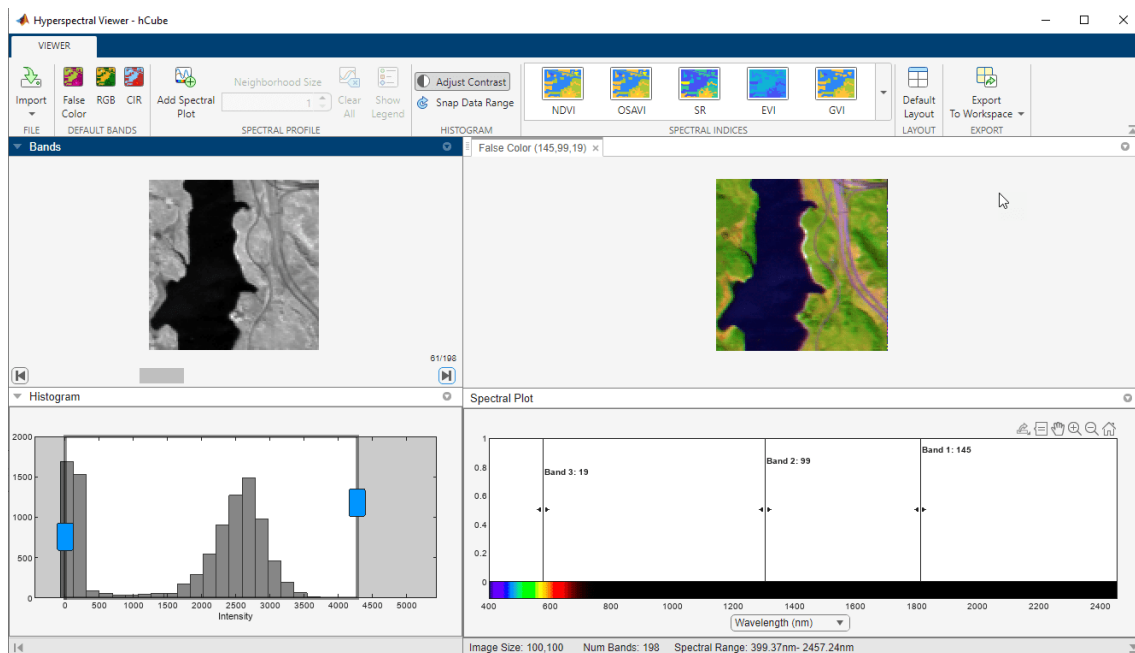 Hyperspectral Viewer - hCube
VIEWER
Import
False Color
RGB
CIR
Add Spectral Plot
Neighborhood Size
1
Clear All
Show Legend
Adjust Contrast
Snap Data Range
NDVI
OSAVI
SR
EVI
GVI
Default Layout
Export To Workspace
FILE
DEFAULT BANDS
SPECTRAL PROFILE
HISTOGRAM
SPECTRAL INDICES
LAYOUT
EXPORT
Bands
False Color (145,99,19) ×
61/198
Histogram
2000
1500
1000
500
0
0 500 1000 1500 2000 2500 3000 3500 4000 4500 5000
Intensity
Spectral Plot
1
0.8
0.6
0.4
0.2
0
Band 3: 19
Band 2: 99
Band 1: 145
400 600 800 1000 1200 1400 1600 1800 2000 2200 2400
Wavelength (nm)
Image Size: 100,100 Num Bands: 198 Spectral Range: 399.37nm- 2457.24nm